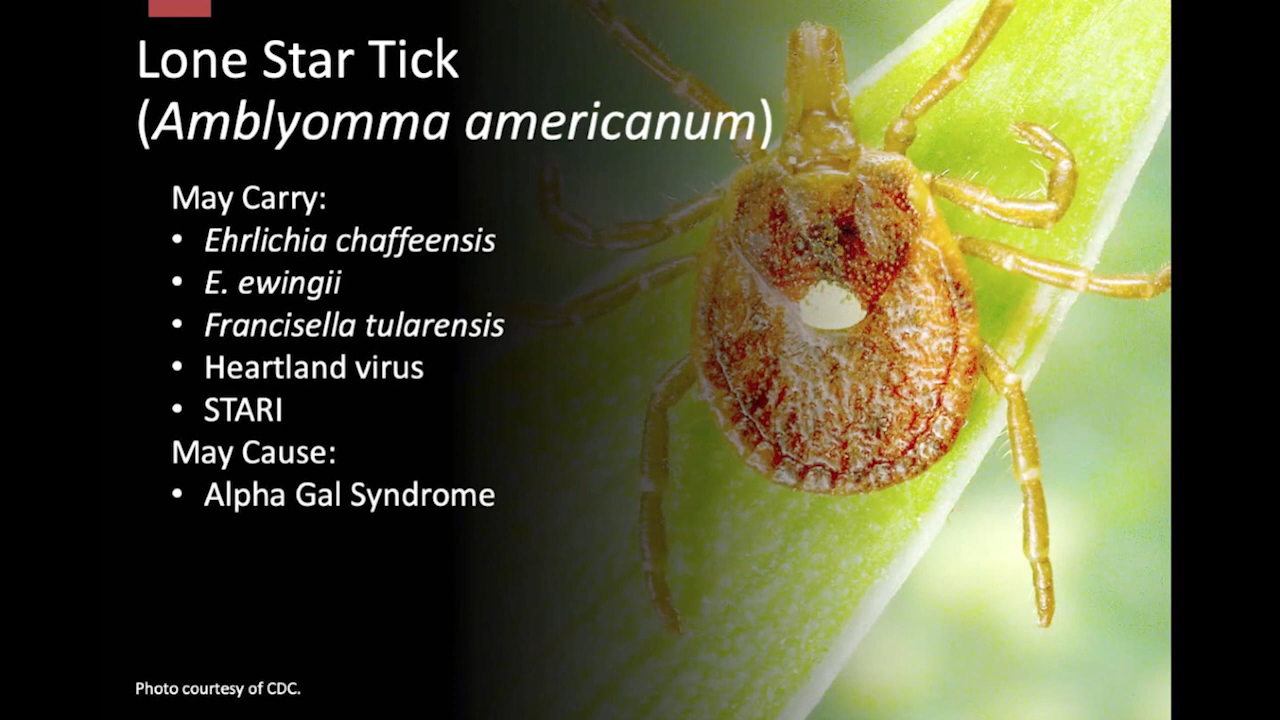 Lone Star Tick
(Amblyomma americanum)
May Carry:
• Ehrlichia chaffeensis
• E. ewingii
• Francisella tularensis
• Heartland virus
• STARI
May Cause:
• Alpha Gal Syndrome
Photo courtesy of CDC.